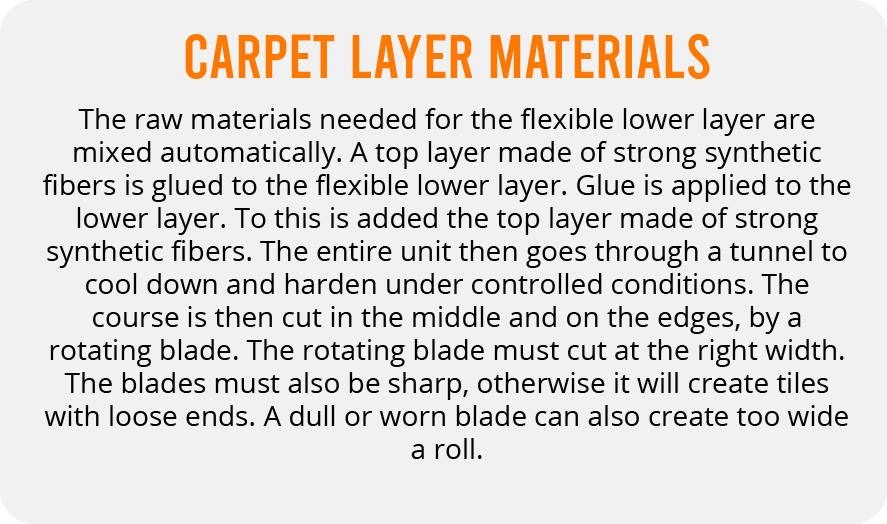 CARPET LAYER MATERIALS
The raw materials needed for the flexible lower layer are
mixed automatically. A top layer made of strong synthetic
fibers is glued to the flexible lower layer. Glue is applied to the
lower layer. To this is added the top layer made of strong
synthetic fibers. The entire unit then goes through a tunnel to
cool down and harden under controlled conditions. The
course is then cut in the middle and on the edges, by a
rotating blade. The rotating blade must cut at the right width.
The blades must also be sharp, otherwise it will create tiles
with loose ends. A dull or worn blade can also create too wide
a roll.